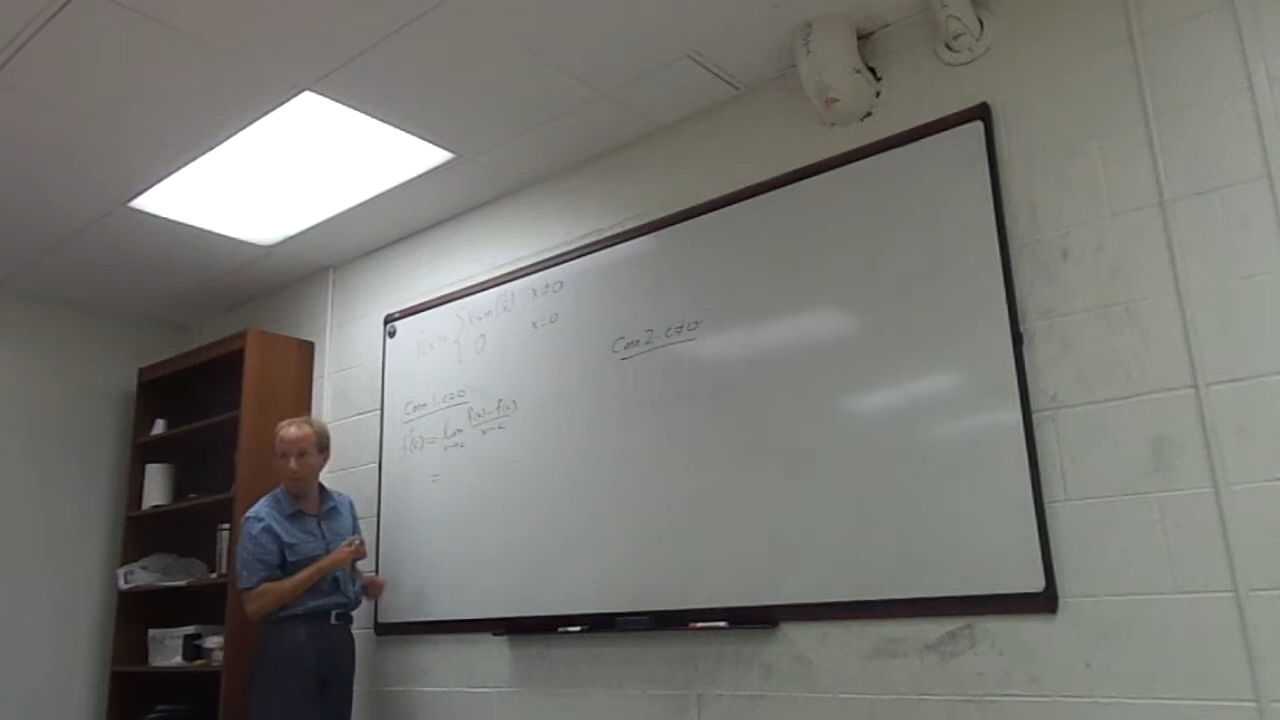 f(x) = { x sin(1/x) x≠0
0 x=0
Case 1. c=0
f'(c) = lim x→c f(x)-f(c) / x-c
=
Case 2. c≠0